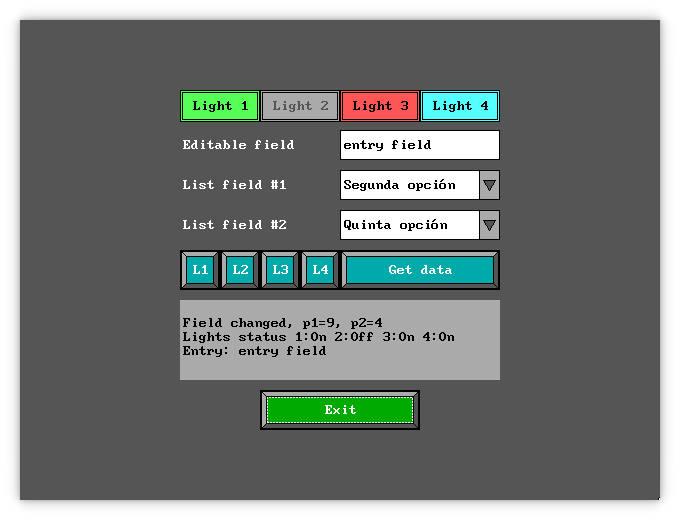 Light 1 Light 2 Light 3 Light 4
Editable field entry field
List field #1 Segunda opción
List field #2 Quinta opción
L1 L2 L3 L4 Get data
Field changed, p1=9, p2=4
Lights status 1:On 2:Off 3:On 4:On
Entry: entry field
Exit